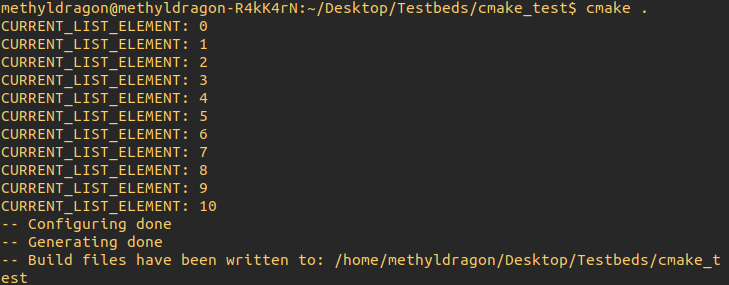 methyldragon@methyldragon-R4kK4rN:~/Desktop/Testbeds/cmake_test$ cmake .
CURRENT_LIST_ELEMENT: 0
CURRENT_LIST_ELEMENT: 1
CURRENT_LIST_ELEMENT: 2
CURRENT_LIST_ELEMENT: 3
CURRENT_LIST_ELEMENT: 4
CURRENT_LIST_ELEMENT: 5
CURRENT_LIST_ELEMENT: 6
CURRENT_LIST_ELEMENT: 7
CURRENT_LIST_ELEMENT: 8
CURRENT_LIST_ELEMENT: 9
CURRENT_LIST_ELEMENT: 10
-- Configuring done
-- Generating done
-- Build files have been written to: /home/methyldragon/Desktop/Testbeds/cmake_t
est